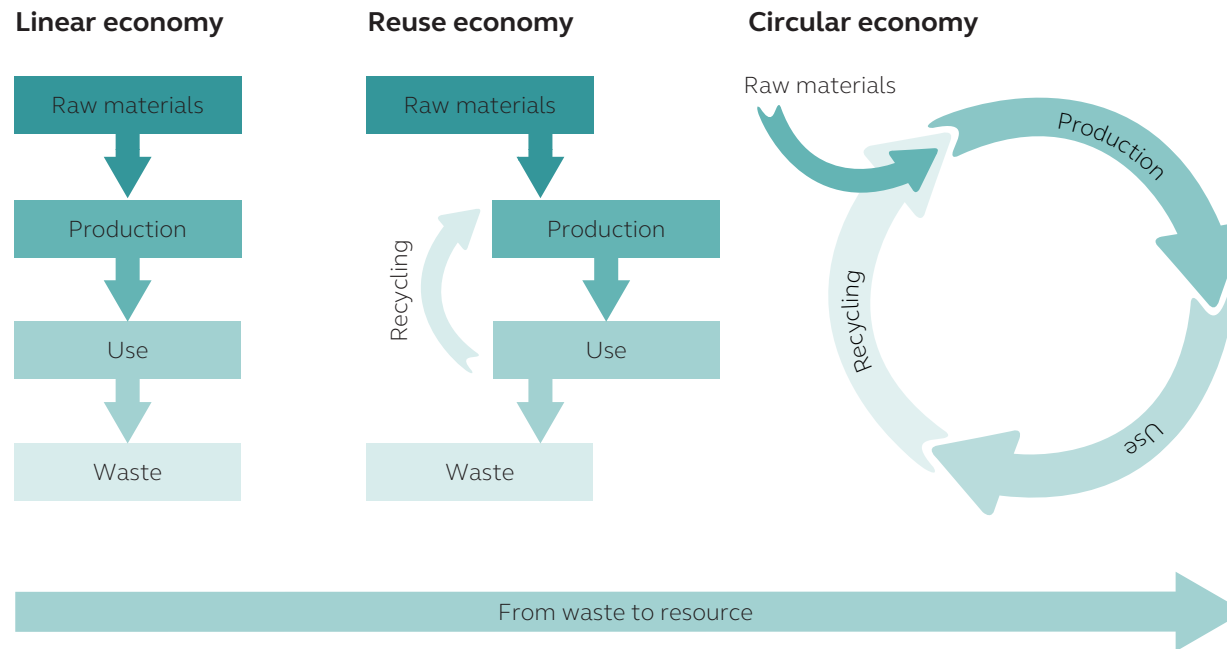 Linear economy
Raw materials
Production
Use
Waste
Reuse economy
Raw materials
Production
Recycling
Use
Waste
Circular economy
Raw materials
Production
Use
Recycling
From waste to resource